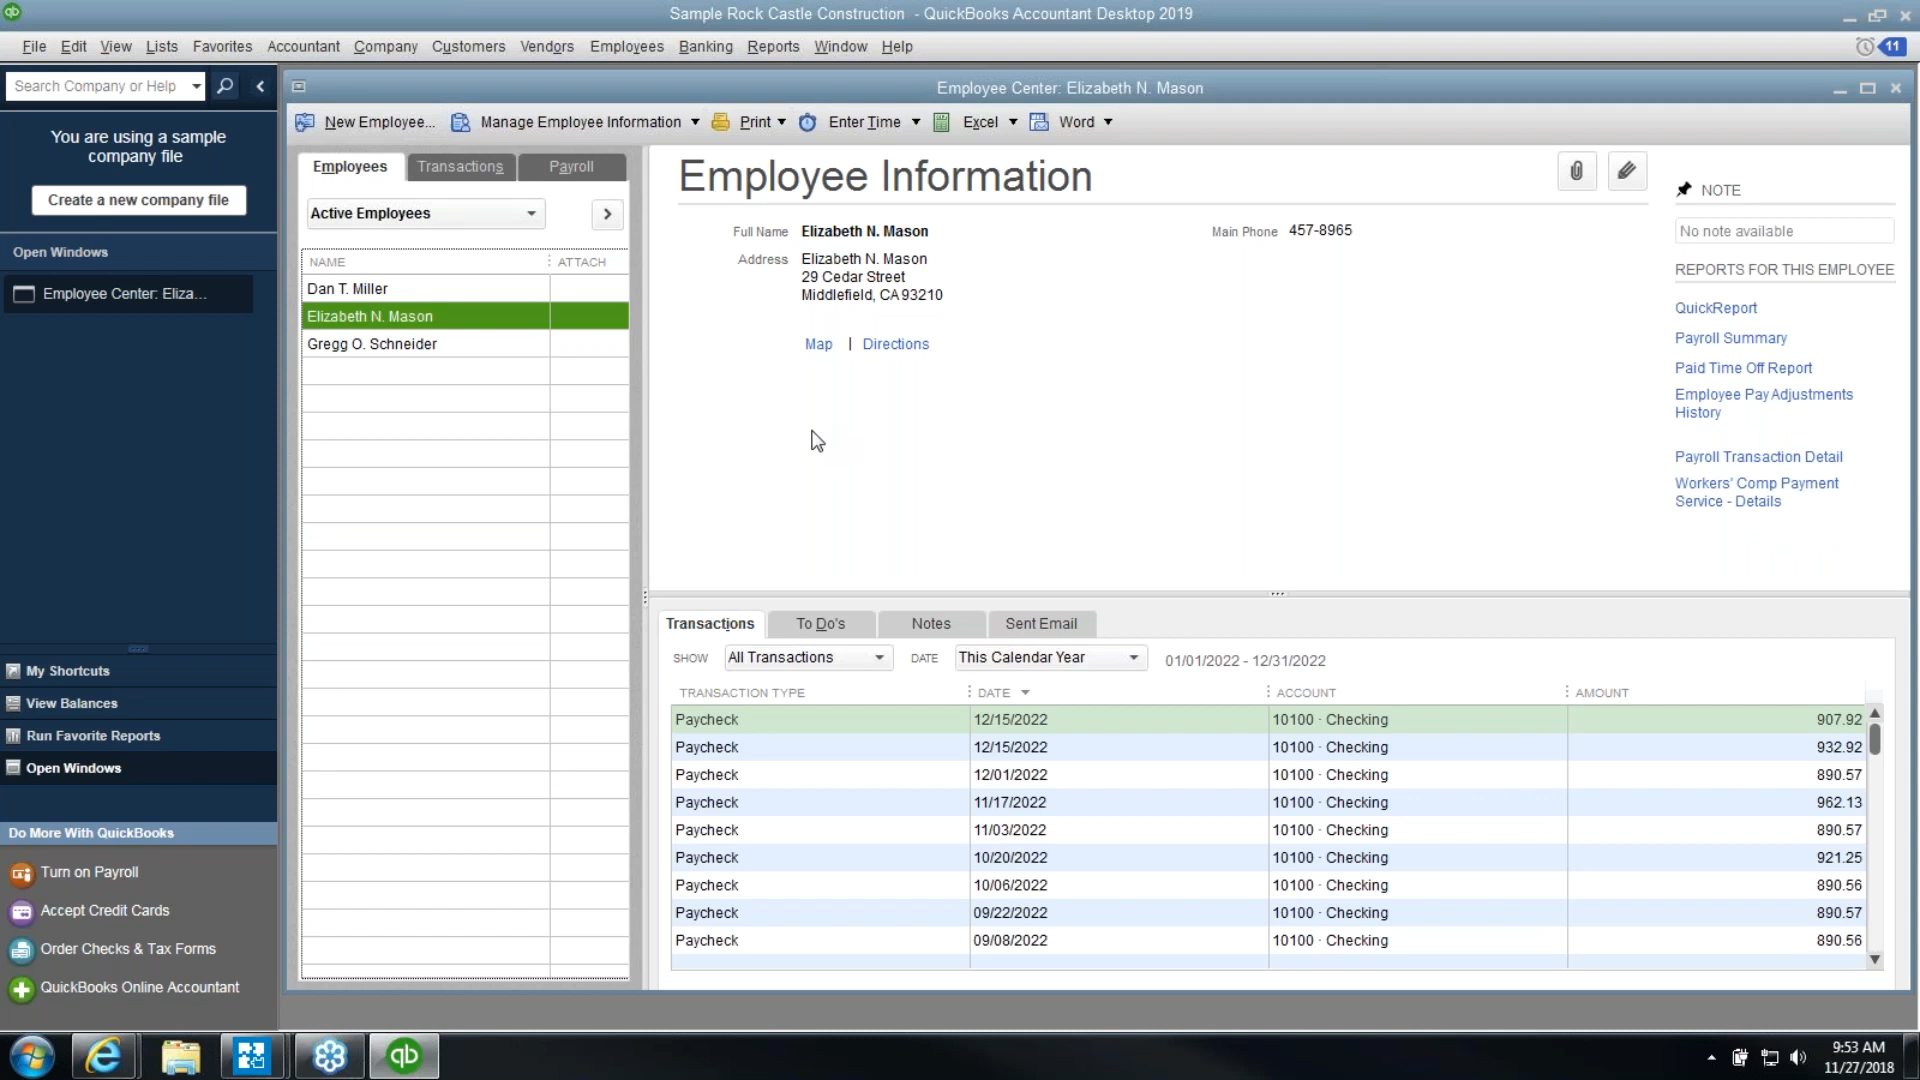 qb
Sample Rock Castle Construction - QuickBooks Accountant Desktop 2019
File Edit View Lists Favorites Accountant Company Customers Vendors Employees Banking Reports Window Help
11
Search Company or Help
Employee Center: Elizabeth N. Mason
You are using a sample
company file
Create a new company file
Open Windows
Employee Center: Eliza...
New Employee... Manage Employee Information Print Enter Time Excel Word
Employees Transactions Payroll
Active Employees
NAME ATTACH
Dan T. Miller
Elizabeth N. Mason
Gregg O. Schneider
Employee Information
Full Name Elizabeth N. Mason
Main Phone 457-8965
Address Elizabeth N. Mason
29 Cedar Street
Middlefield, CA 93210
Map | Directions
NOTE
No note available
REPORTS FOR THIS EMPLOYEE
QuickReport
Payroll Summary
Paid Time Off Report
Employee Pay Adjustments
History
Payroll Transaction Detail
Workers' Comp Payment
Service - Details
Transactions To Do's Notes Sent Email
SHOW All Transactions DATE This Calendar Year 01/01/2022 - 12/31/2022
TRANSACTION TYPE DATE ACCOUNT AMOUNT
Paycheck 12/15/2022 10100 · Checking 907.92
Paycheck 12/15/2022 10100 · Checking 932.92
Paycheck 12/01/2022 10100 · Checking 890.57
Paycheck 11/17/2022 10100 · Checking 962.13
Paycheck 11/03/2022 10100 · Checking 890.57
Paycheck 10/20/2022 10100 · Checking 921.25
Paycheck 10/06/2022 10100 · Checking 890.56
Paycheck 09/22/2022 10100 · Checking 890.57
Paycheck 09/08/2022 10100 · Checking 890.56
My Shortcuts
View Balances
Run Favorite Reports
Open Windows
Do More With QuickBooks
Turn on Payroll
Accept Credit Cards
Order Checks & Tax Forms
QuickBooks Online Accountant
qb
9:53 AM
11/27/2018